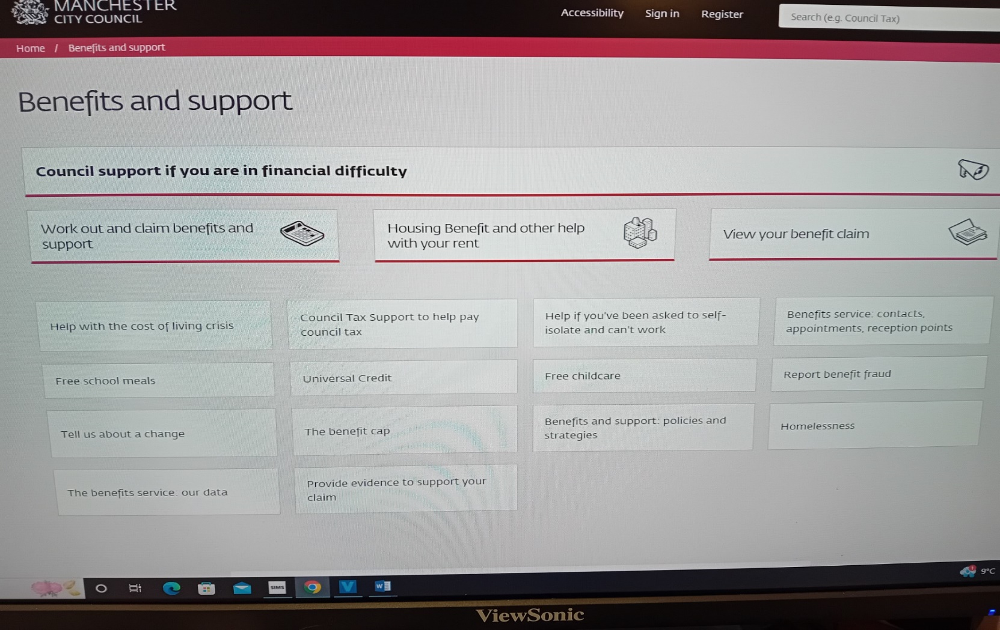 MANCHESTER
CITY COUNCIL
Accessibility
Sign in
Register
Search (e.g. Council Tax)
Home / Benefits and support
Benefits and support
Council support if you are in financial difficulty
Work out and claim benefits and
support
Housing Benefit and other help
with your rent
View your benefit claim
Help with the cost of living crisis
Council Tax Support to help pay
council tax
Help if you've been asked to self-
isolate and can't work
Benefits service: contacts,
appointments, reception points
Free school meals
Universal Credit
Free childcare
Report benefit fraud
Tell us about a change
The benefit cap
Benefits and support: policies and
strategies
Homelessness
The benefits service: our data
Provide evidence to support your
claim
1
9°C
SIMS
V
W
ViewSonic